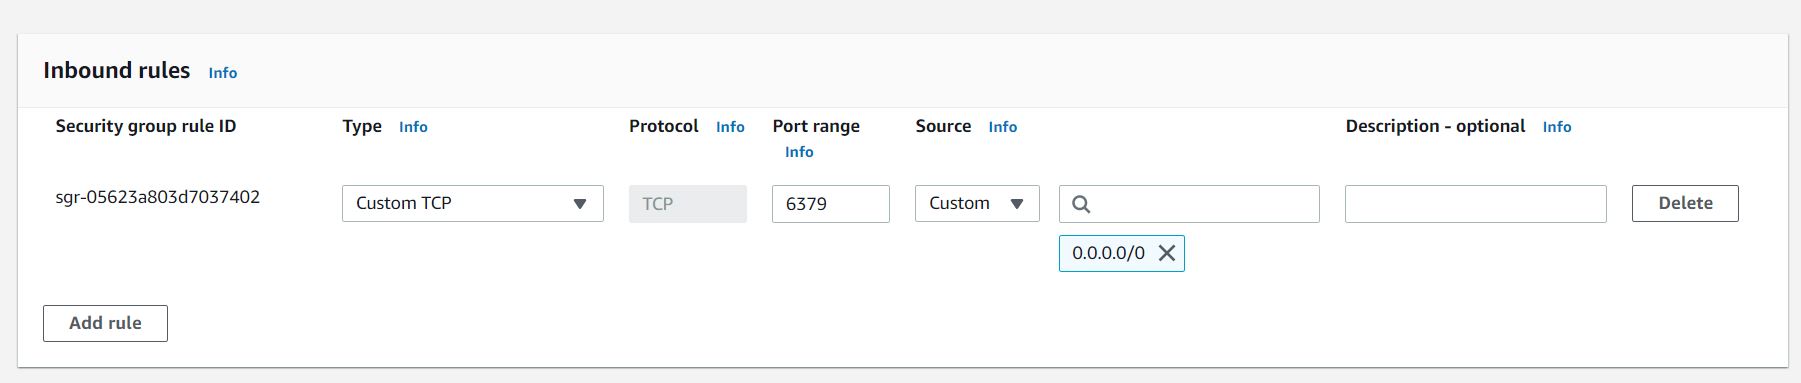 Inbound rules Info
Security group rule ID Type Info Protocol Info Port range Source Info Description - optional Info
Info
sgr-05623a803d7037402 Custom TCP TCP 6379 Custom Delete
0.0.0.0/0
Add rule